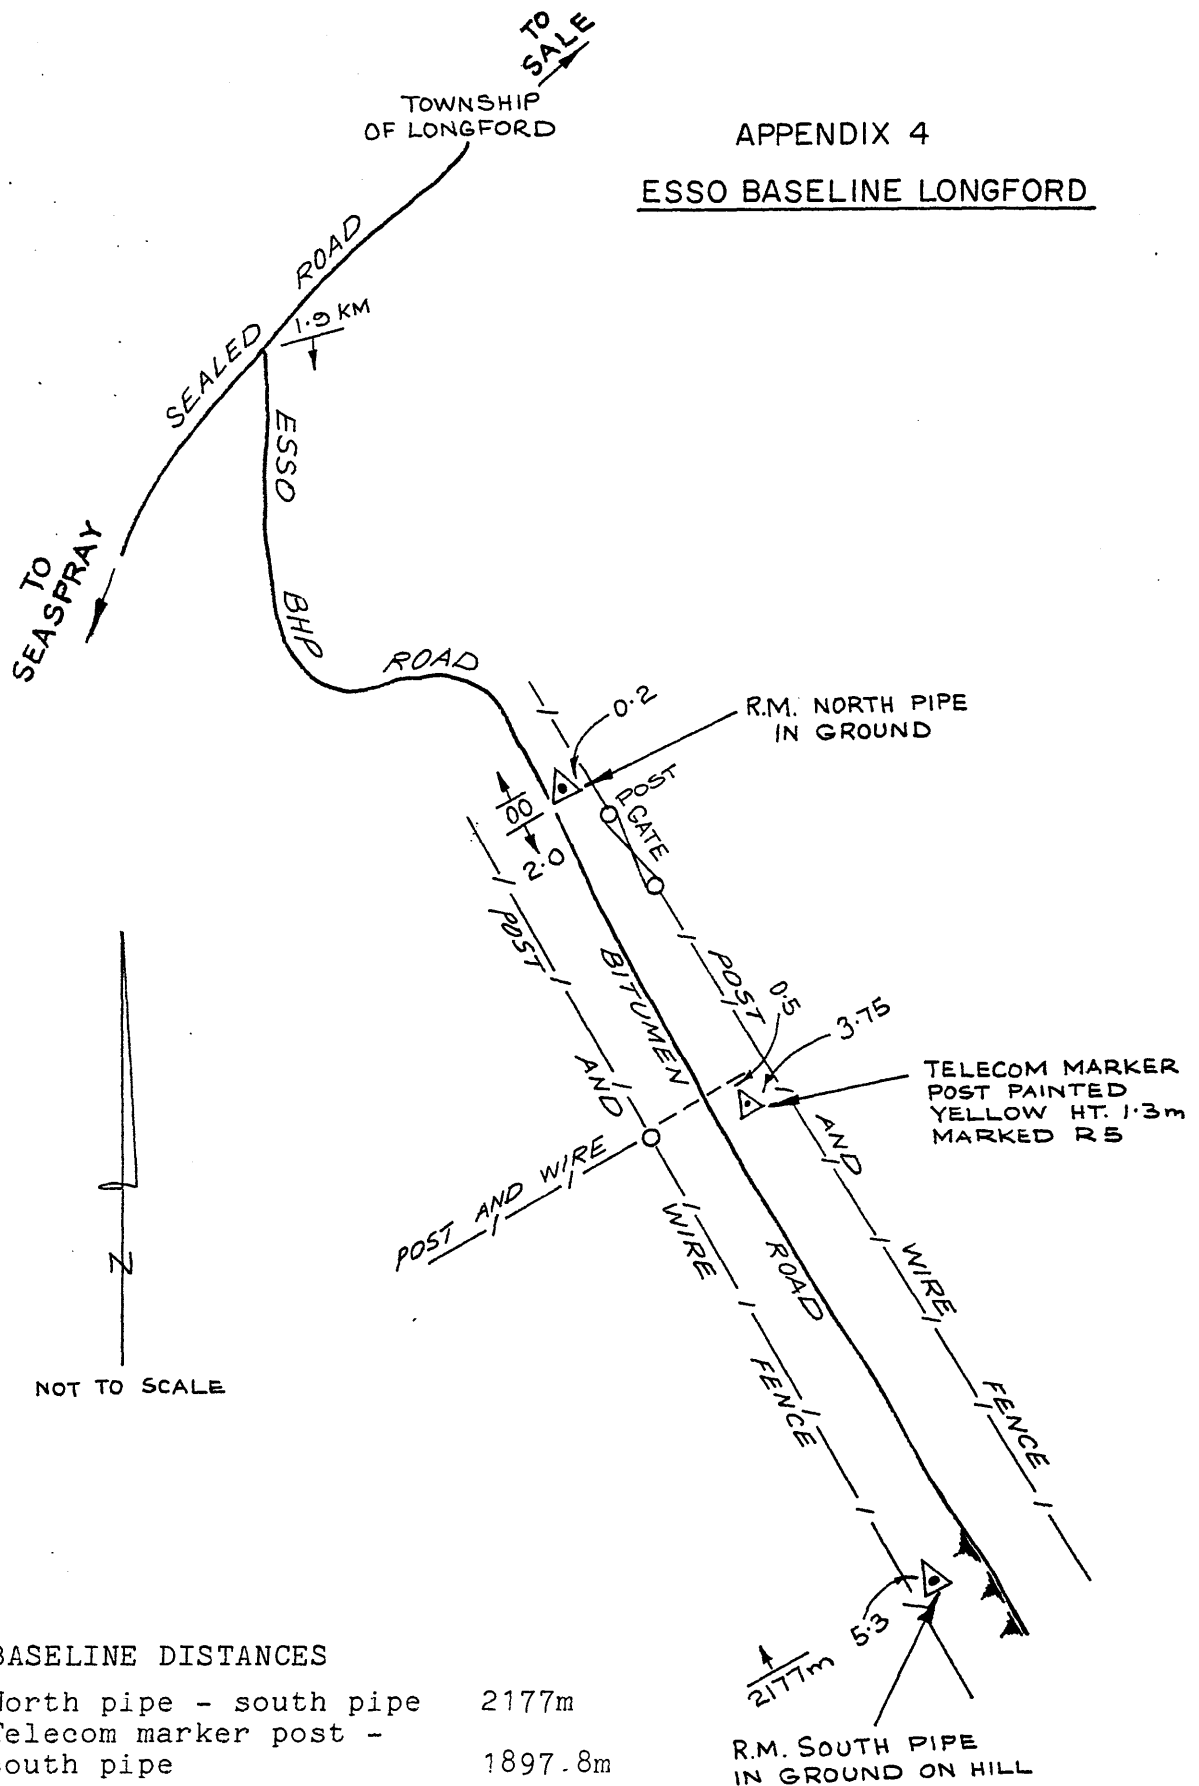 TO
SALE
TOWNSHIP
OF LONGFORD
APPENDIX 4
ESSO BASELINE LONGFORD
SEALED ROAD
1.9 KM
TO
SEASPRAY
ESSO BHP ROAD
0.2
R.M. NORTH PIPE
IN GROUND
POST
GATE
00
2.0
POST AND WIRE FENCE
BITUMEN ROAD
POST AND WIRE FENCE
0.5
3.75
TELECOM MARKER
POST PAINTED
YELLOW HT. 1.3m
MARKED R5
POST AND WIRE
N
NOT TO SCALE
5.3
2177m
R.M. SOUTH PIPE
IN GROUND ON HILL
BASELINE DISTANCES
North pipe - south pipe 2177m
Telecom marker post -
south pipe 1897.8m